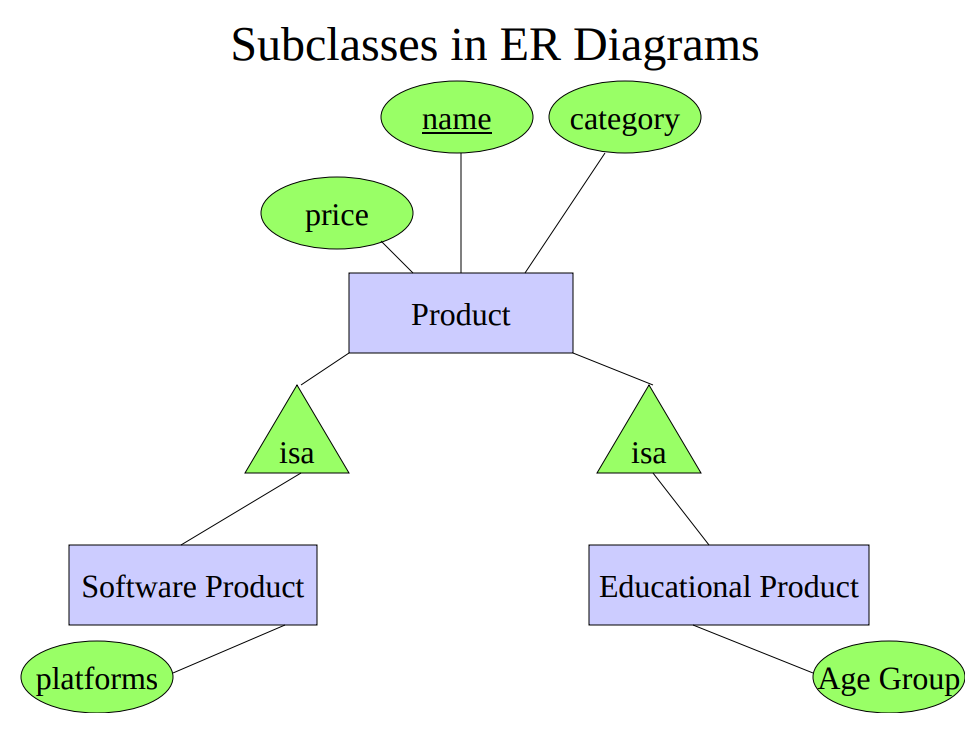 Subclasses in ER Diagrams
name
category
price
Product
isa
isa
Software Product
Educational Product
platforms
Age Group